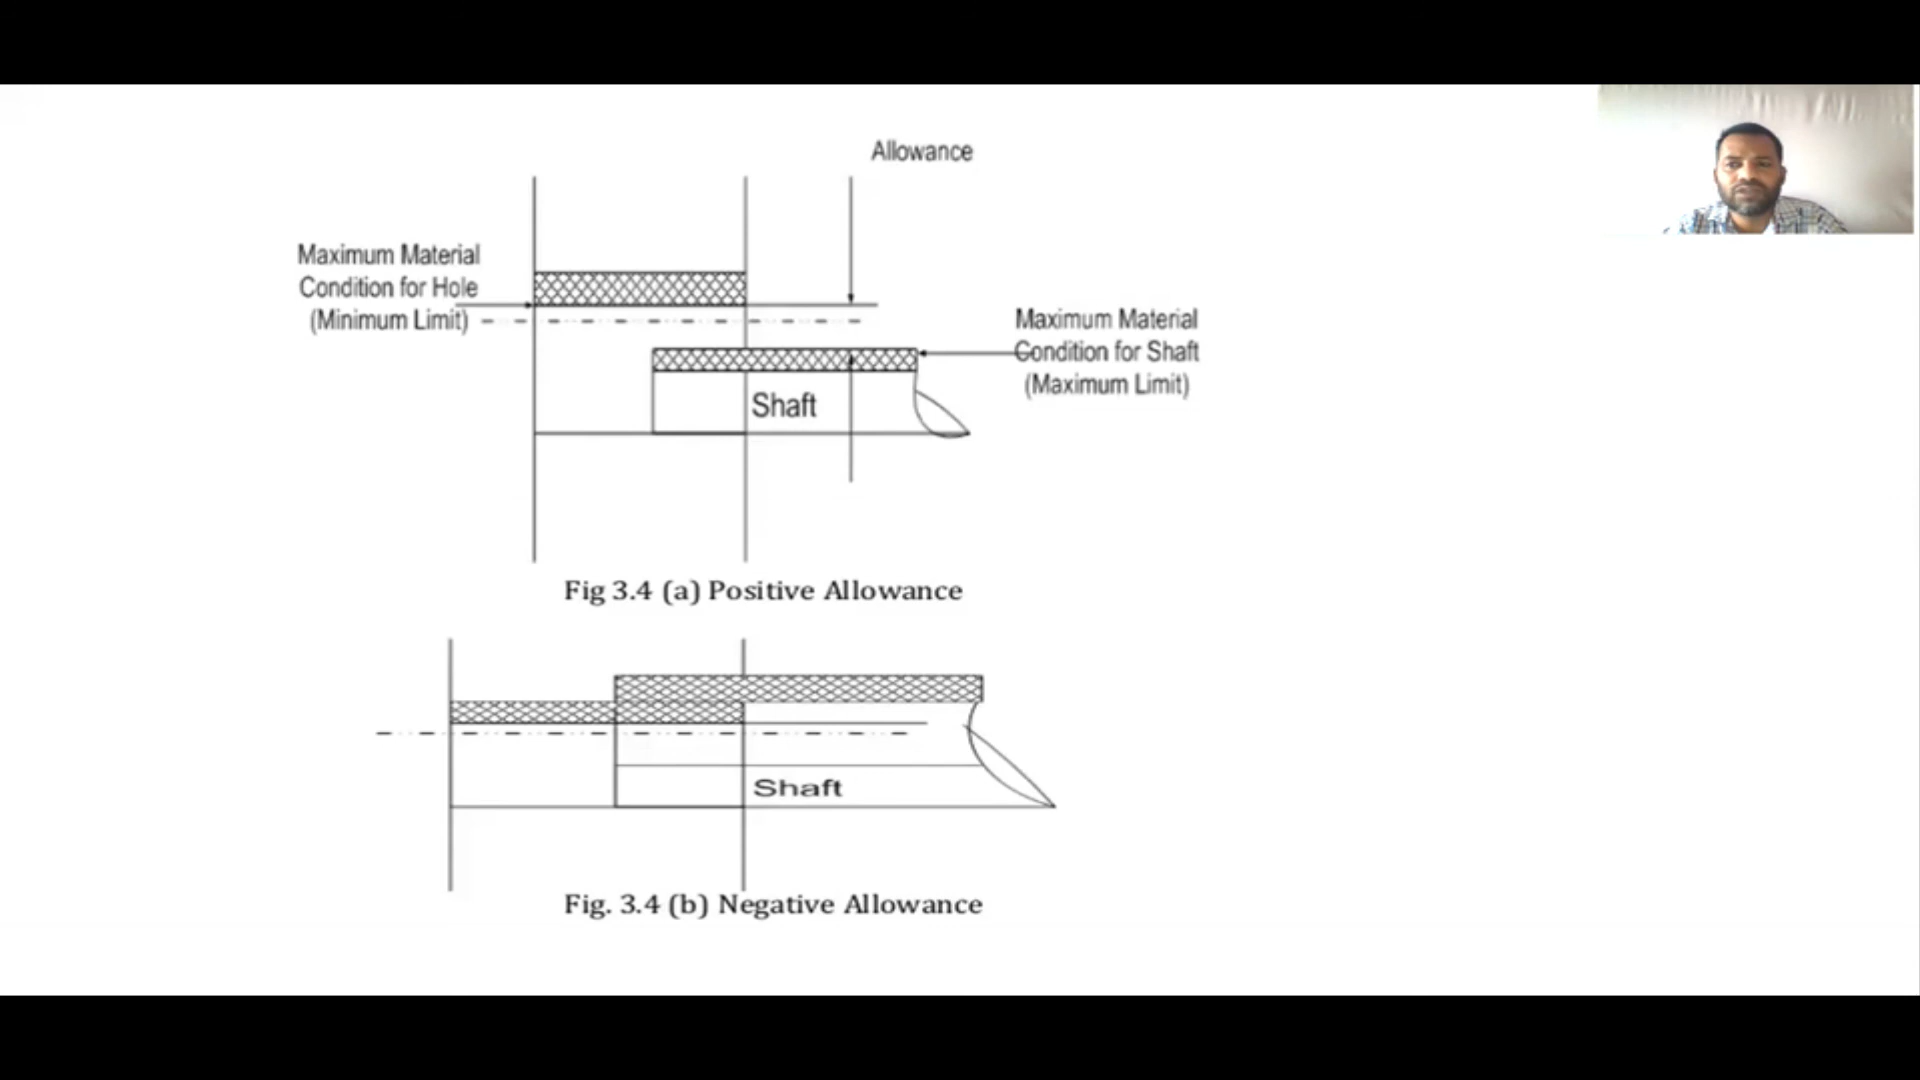 Allowance
Maximum Material
Condition for Hole
(Minimum Limit)
Maximum Material
Condition for Shaft
(Maximum Limit)
Shaft
Fig 3.4 (a) Positive Allowance
Shaft
Fig. 3.4 (b) Negative Allowance